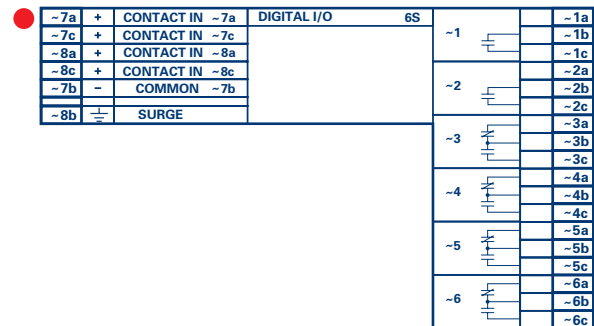 ~7a + CONTACT IN ~7a DIGITAL I/O 6S
~7c + CONTACT IN ~7c
~8a + CONTACT IN ~8a
~8c + CONTACT IN ~8c
~7b – COMMON ~7b
~8b SURGE
~1 ~1a
~1b
~1c
~2 ~2a
~2b
~2c
~3 ~3a
~3b
~3c
~4 ~4a
~4b
~4c
~5 ~5a
~5b
~5c
~6 ~6a
~6b
~6c